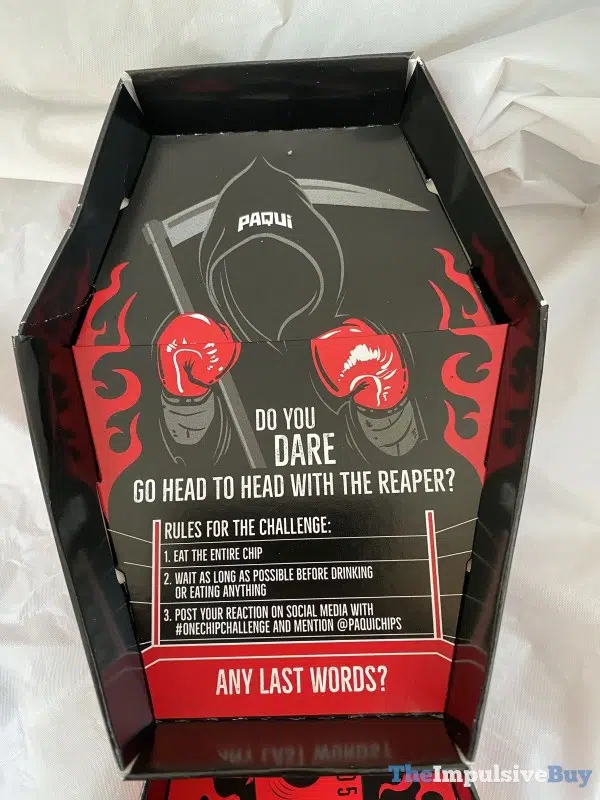 PAQUI
DO YOU
DARE
GO HEAD TO HEAD WITH THE REAPER?
RULES FOR THE CHALLENGE:
1. EAT THE ENTIRE CHIP
2. WAIT AS LONG AS POSSIBLE BEFORE DRINKING
OR EATING ANYTHING
3. POST YOUR REACTION ON SOCIAL MEDIA WITH
#ONECHIPCHALLENGE AND MENTION @PAQUICHIPS
ANY LAST WORDS?
TheImpulsiveBuy